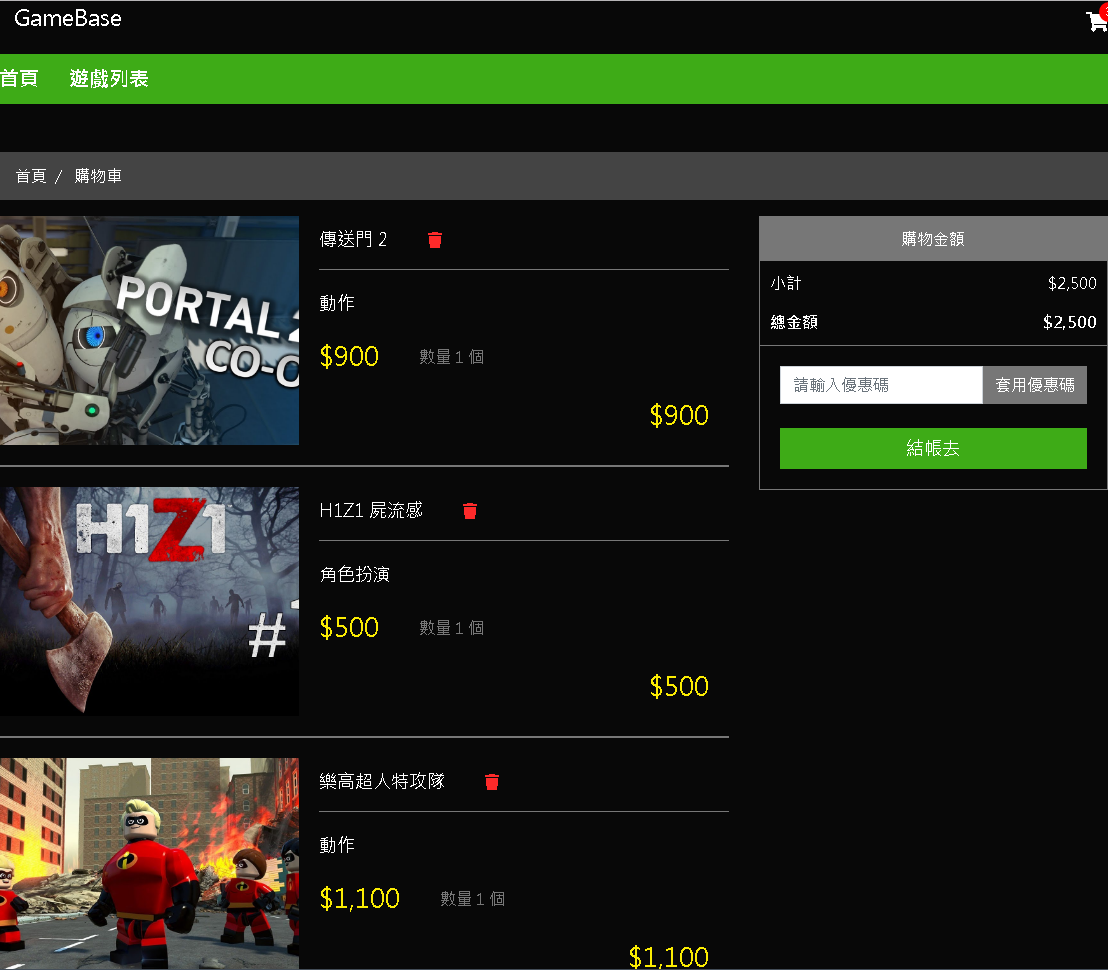 GameBase
首頁 遊戲列表
首頁 / 購物車
PORTAL 2
CO-O
傳送門 2
動作
$900 數量 1 個
$900
H1Z1
#1
H1Z1 屍流感
角色扮演
$500 數量 1 個
$500
樂高超人特攻隊
動作
$1,100 數量 1 個
$1,100
購物金額
小計 $2,500
總金額 $2,500
請輸入優惠碼 套用優惠碼
結帳去